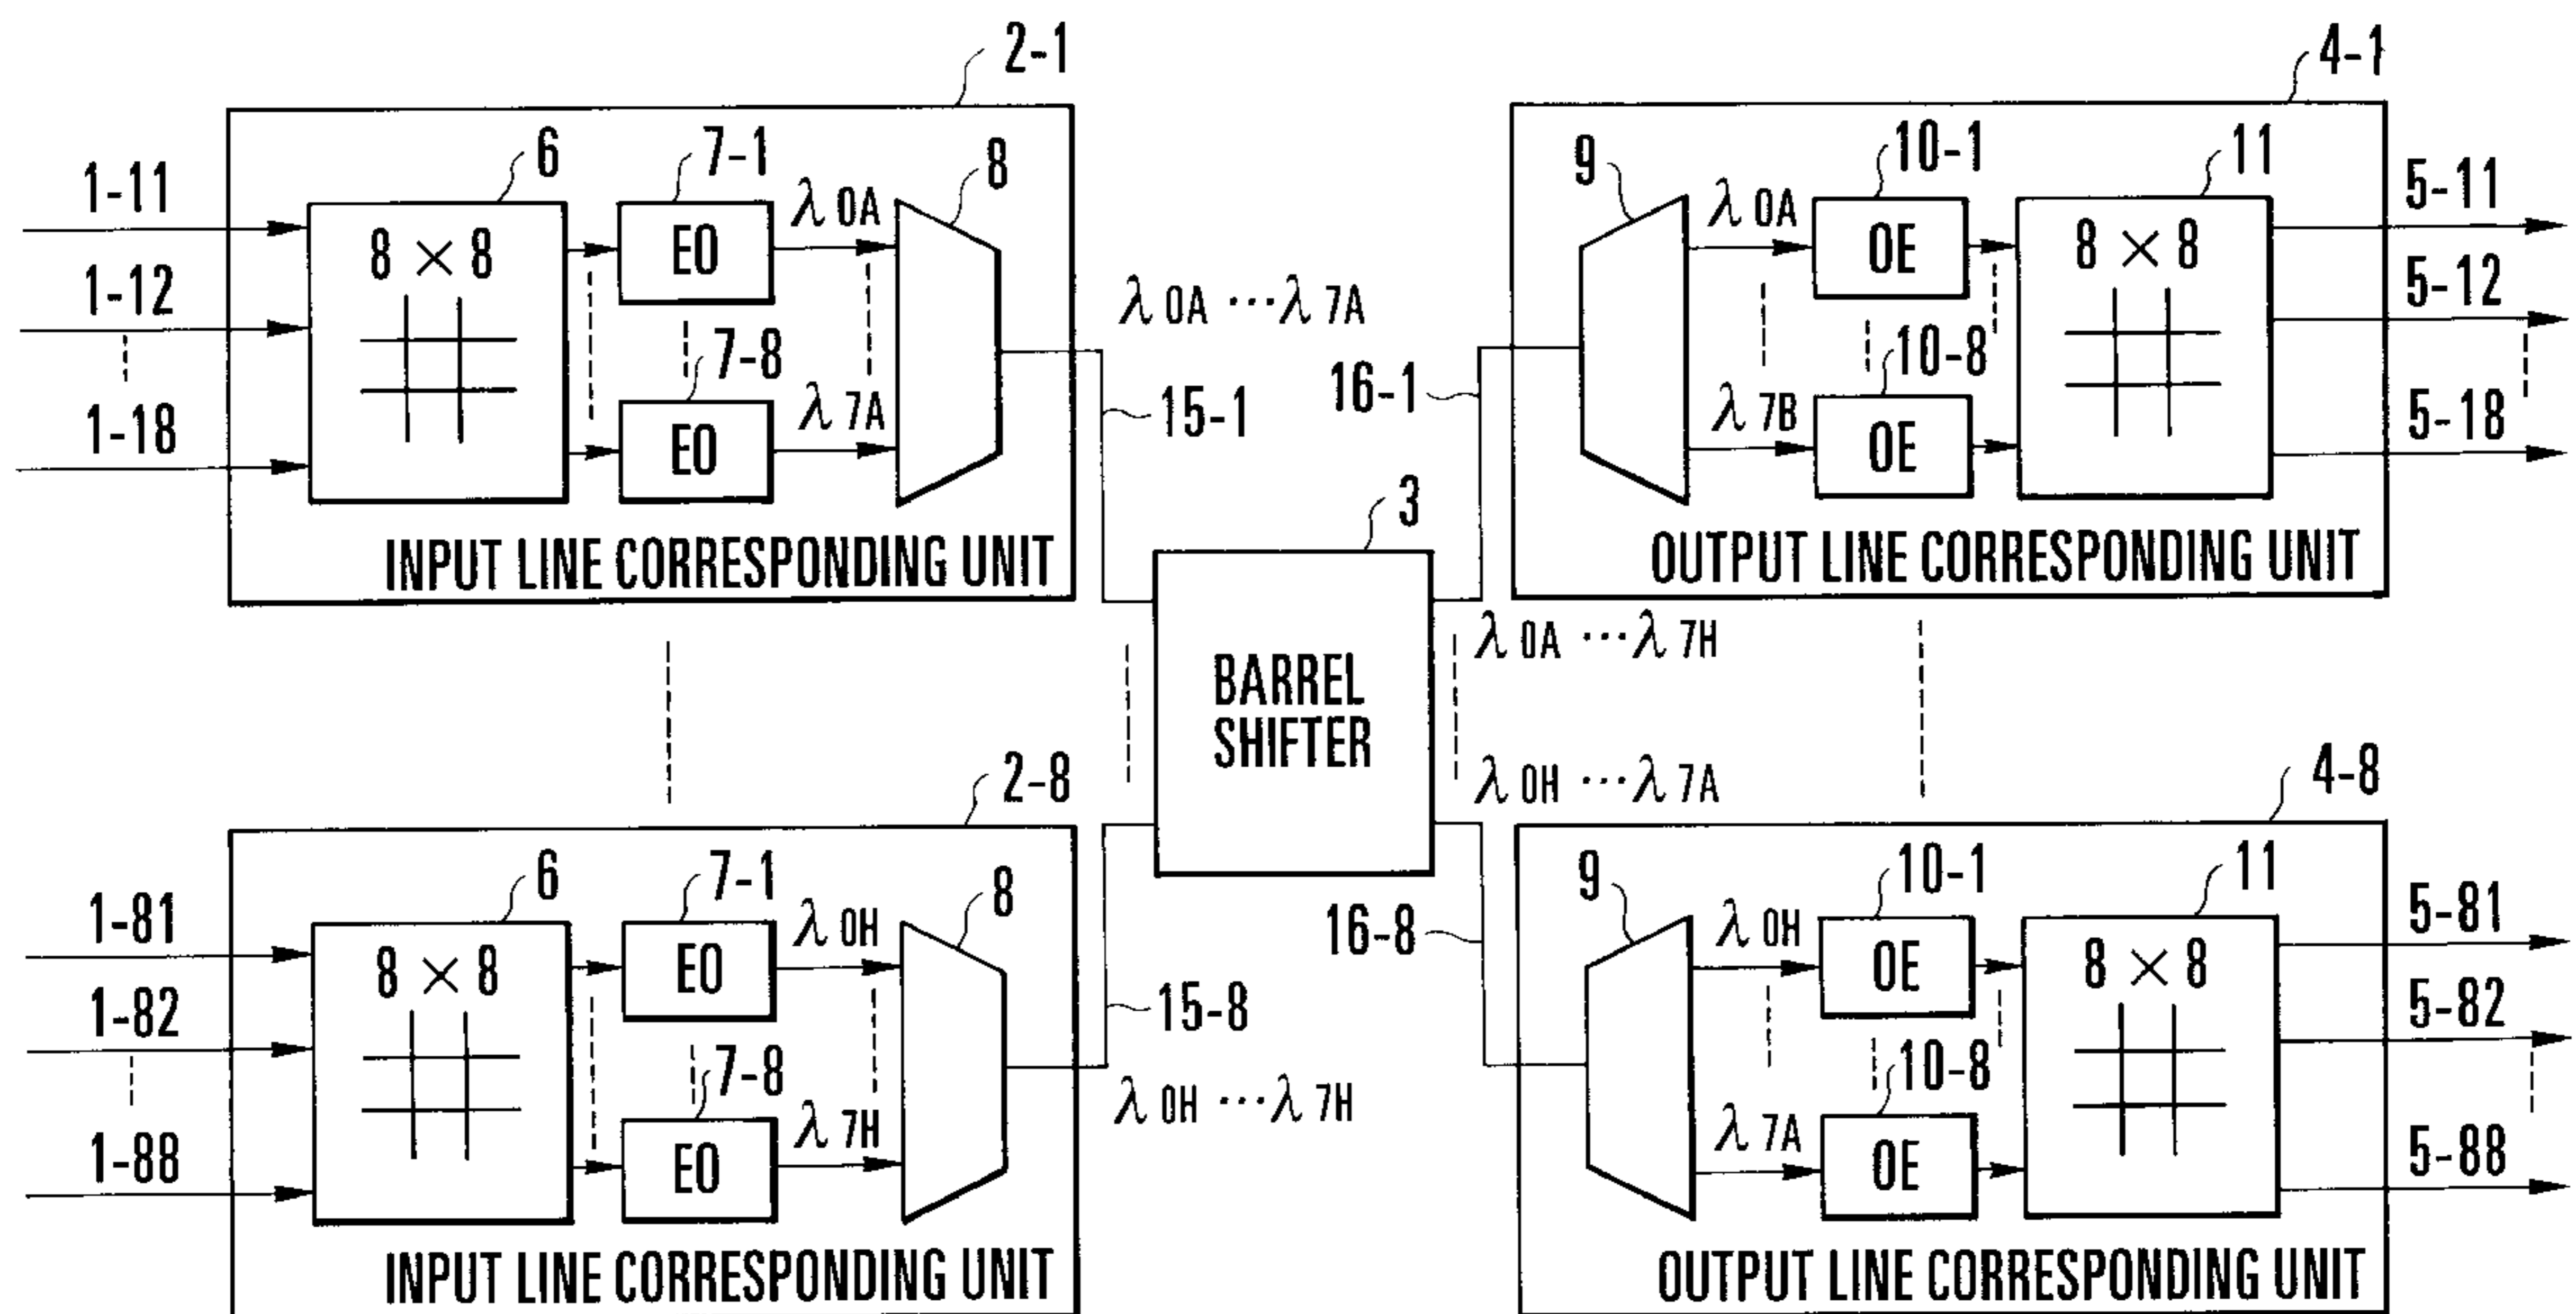 2-1
1-11
1-12
1-18
6
8 × 8
7-1
EO
7-8
EO
λ 0A
λ 7A
8
INPUT LINE CORRESPONDING UNIT
λ 0A ···λ 7A
15-1
4-1
16-1
9
λ 0A
λ 7B
10-1
OE
10-8
OE
11
8 × 8
5-11
5-12
5-18
OUTPUT LINE CORRESPONDING UNIT
3
BARREL
SHIFTER
λ 0A ···λ 7H
λ 0H ···λ 7A
2-8
1-81
1-82
1-88
6
8 × 8
7-1
EO
7-8
EO
λ 0H
λ 7H
8
INPUT LINE CORRESPONDING UNIT
15-8
λ 0H ···λ 7H
4-8
16-8
9
λ 0H
λ 7A
10-1
OE
10-8
OE
11
8 × 8
5-81
5-82
5-88
OUTPUT LINE CORRESPONDING UNIT